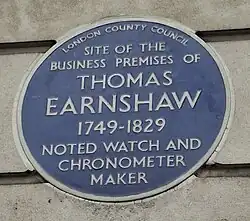 LONDON COUNTY COUNCIL
SITE OF THE
BUSINESS PREMISES OF
THOMAS
EARNSHAW
1749-1829
NOTED WATCH AND
CHRONOMETER
MAKER